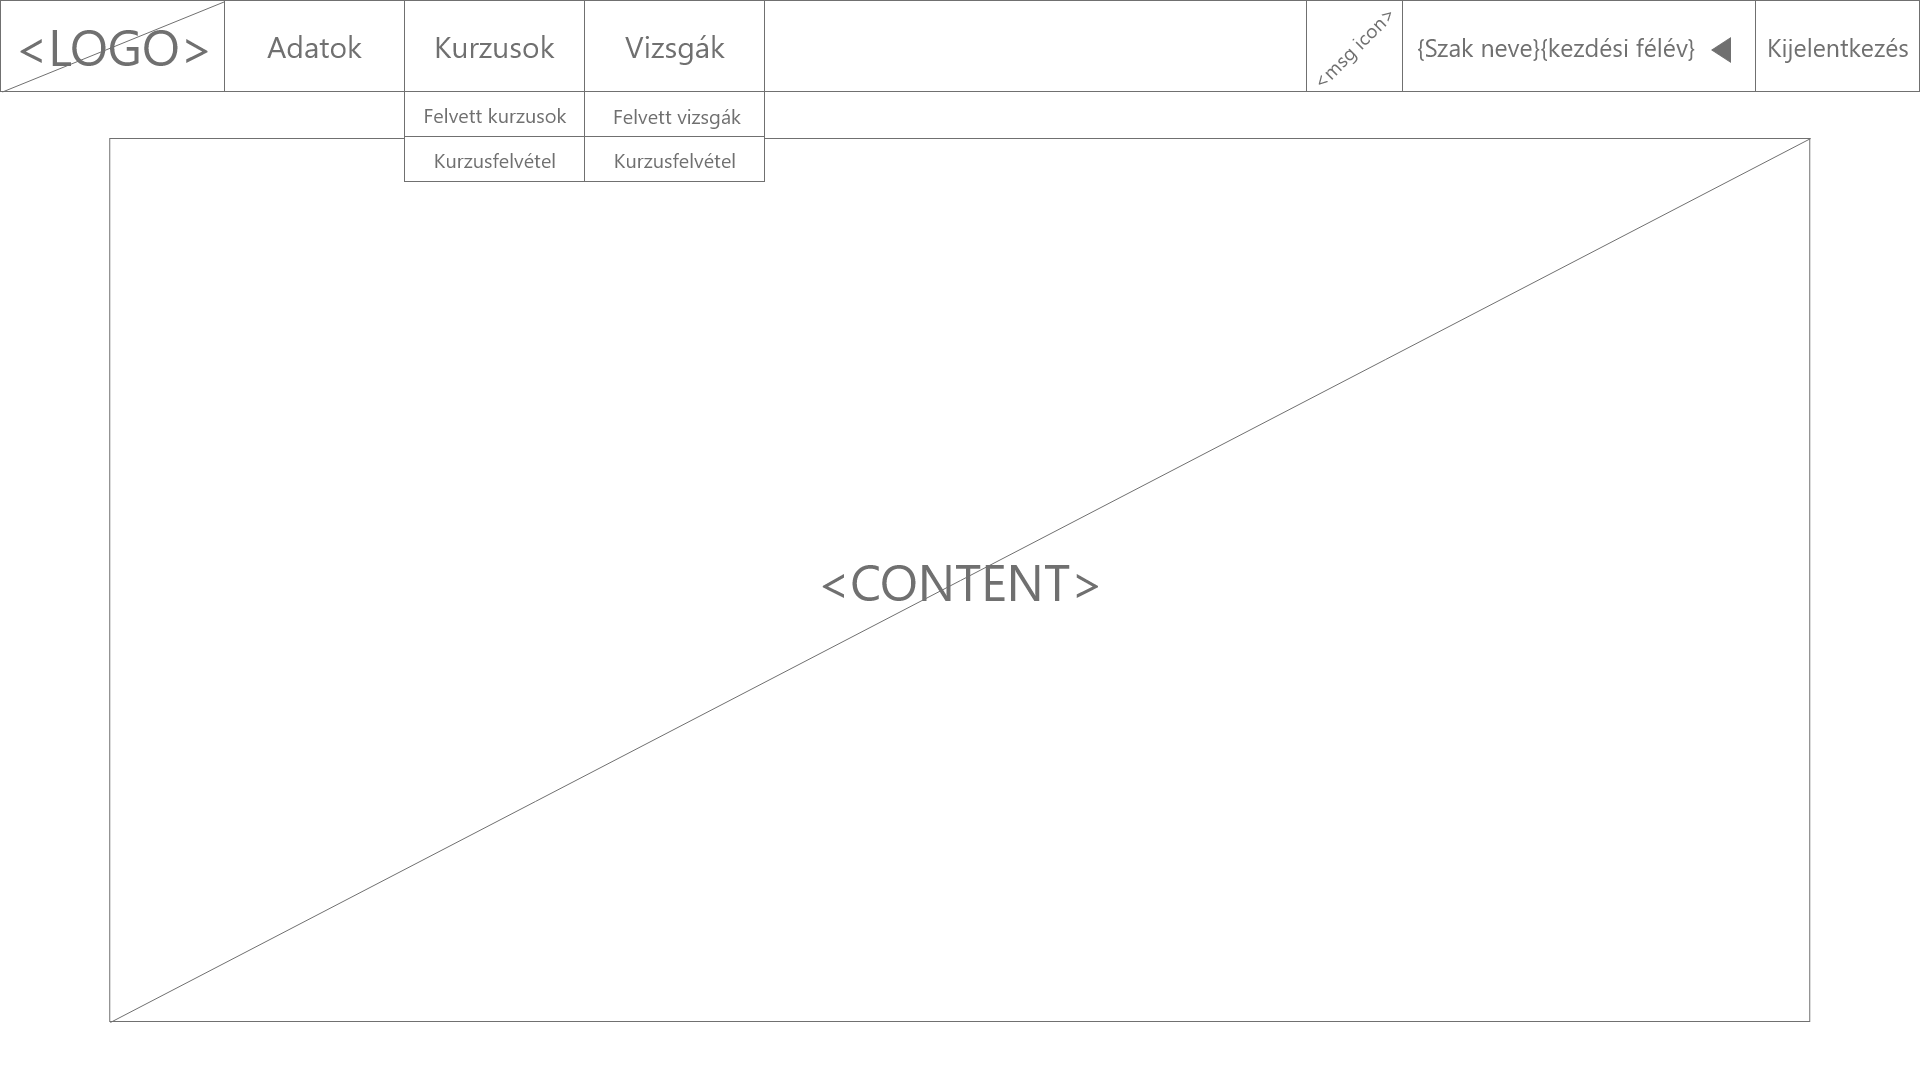 <LOGO>
Adatok
Kurzusok
Vizsgák
<msg icon>
{Szak neve}{kezdési félév}
Kijelentkezés
Felvett kurzusok
Felvett vizsgák
Kurzusfelvétel
Kurzusfelvétel
<CONTENT>